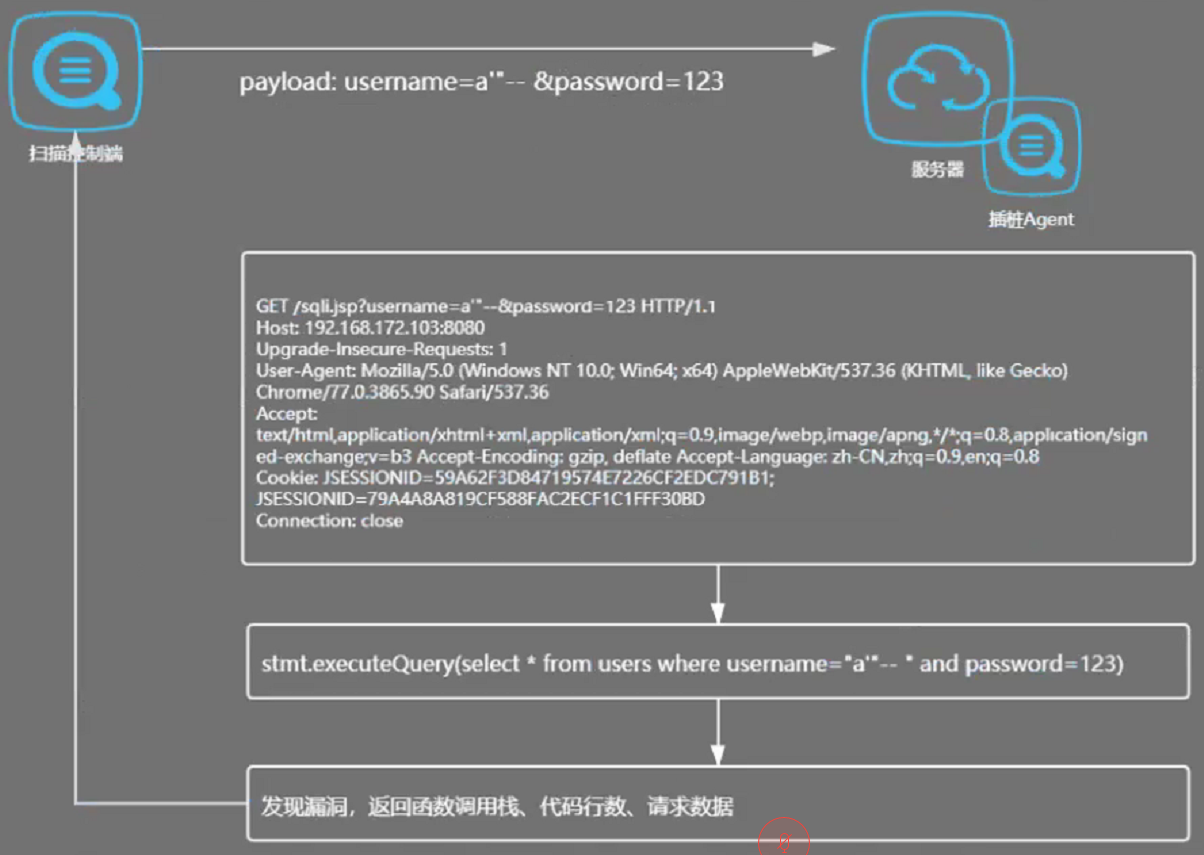 payload: username=a'"-- &password=123
扫描控制端
服务器
插桩Agent
GET /sqli.jsp?username=a'"--&password=123 HTTP/1.1
Host: 192.168.172.103:8080
Upgrade-Insecure-Requests: 1
User-Agent: Mozilla/5.0 (Windows NT 10.0; Win64; x64) AppleWebKit/537.36 (KHTML, like Gecko)
Chrome/77.0.3865.90 Safari/537.36
Accept:
text/html,application/xhtml+xml,application/xml;q=0.9,image/webp,image/apng,*/*;q=0.8,application/sign
ed-exchange;v=b3 Accept-Encoding: gzip, deflate Accept-Language: zh-CN,zh;q=0.9,en;q=0.8
Cookie: JSESSIONID=59A62F3D84719574E7226CF2EDC791B1;
JSESSIONID=79A4A8A819CF588FAC2ECF1C1FFF30BD
Connection: close
stmt.executeQuery(select * from users where username="a'"-- " and password=123)
发现漏洞，返回函数调用栈、代码行数、请求数据